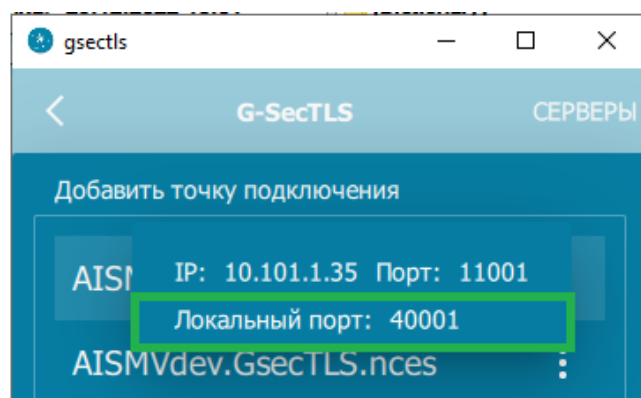 gsectls
G-SecTLS СЕРВЕРЫ
Добавить точку подключения
IP: 10.101.1.35 Порт: 11001
Локальный порт: 40001
AISMVdev.GsecTLS.nces